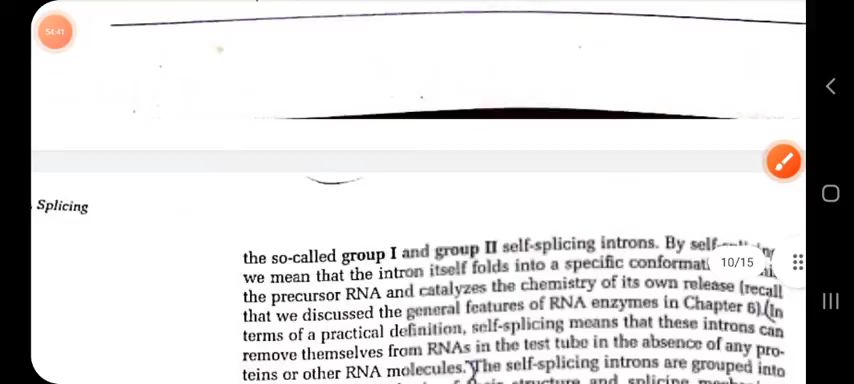 54:41
Splicing
the so-called group I and group II self-splicing introns. By self-
we mean that the intron itself folds into a specific
10/15
the precursor RNA and catalyzes the chemistry of its own release (recall
that we discussed the general features of RNA enzymes in Chapter 6). (In
terms of a practical definition, self-splicing means that these introns can
remove themselves from RNAs in the test tube in the absence of any pro-
teins or other RNA molecules. The self-splicing introns are grouped into
structure and splicing